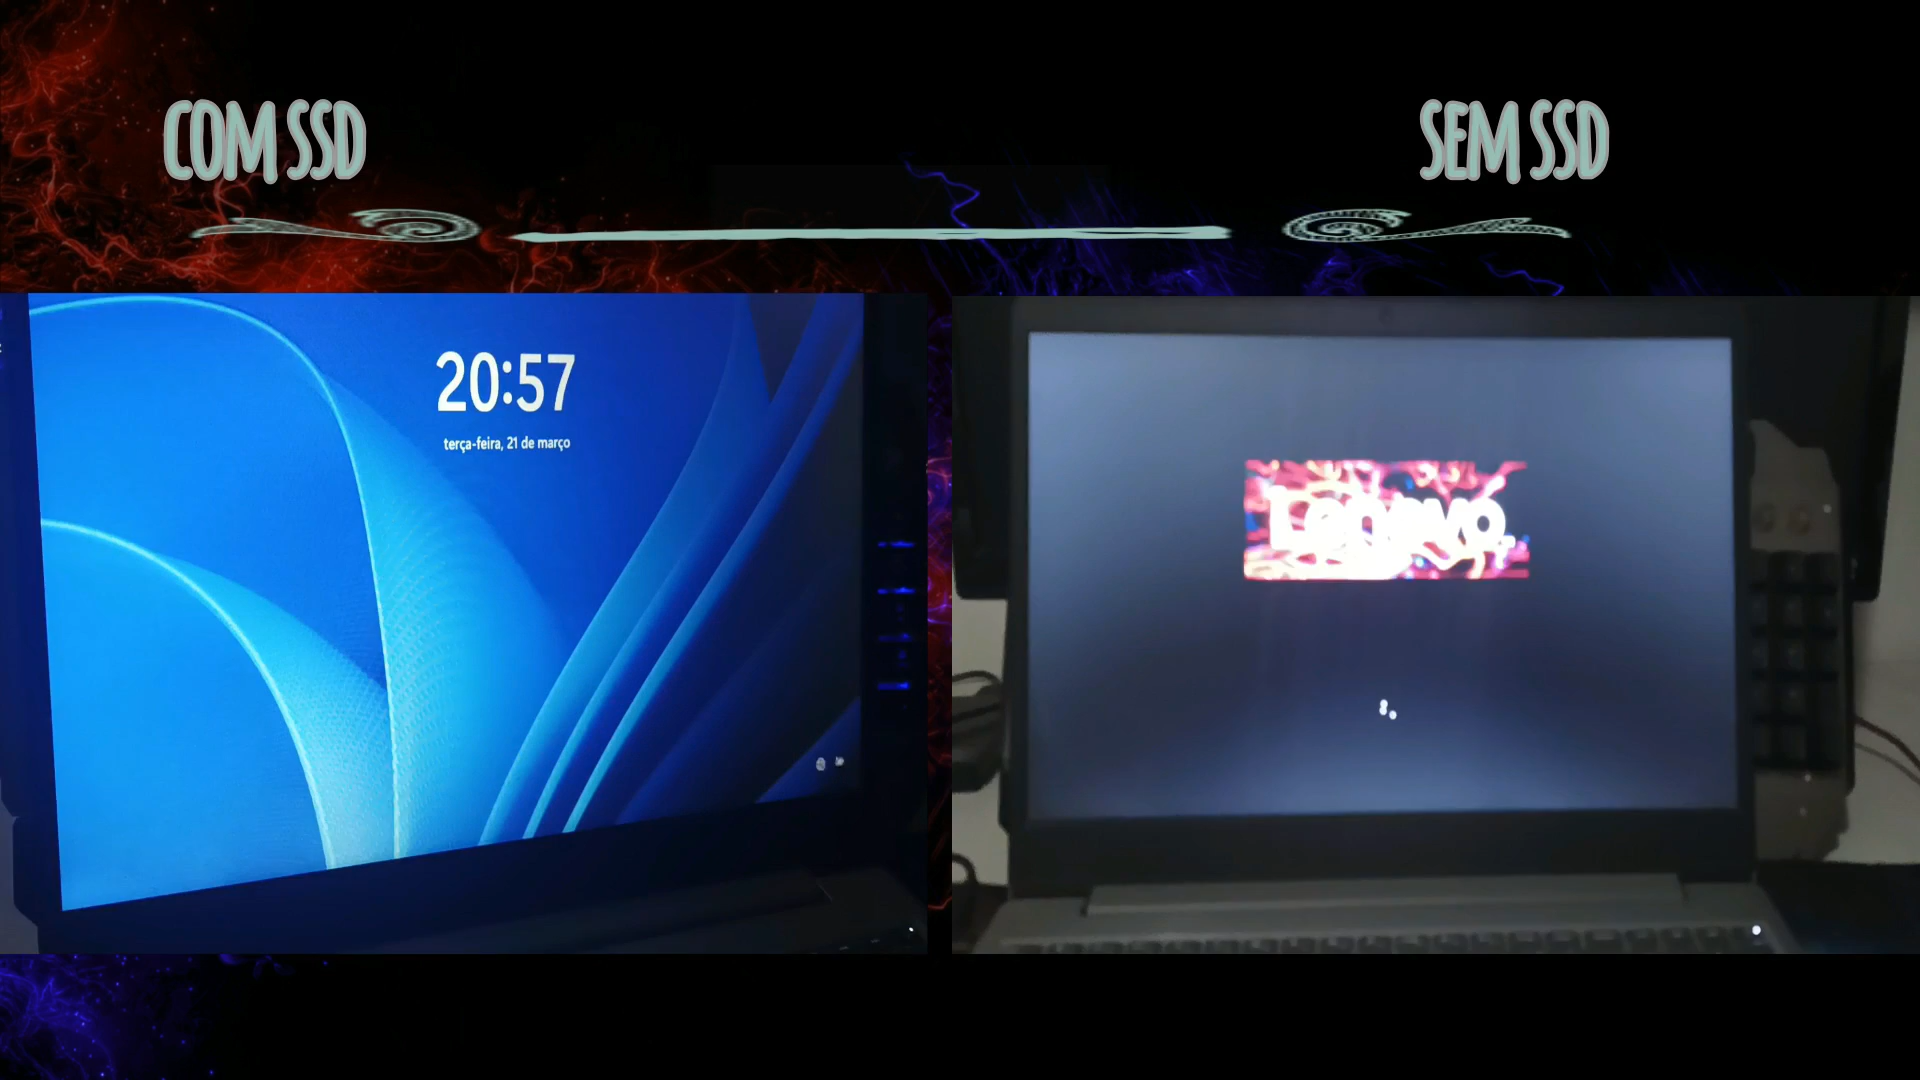 COM SSD
SEM SSD
20:57
terça-feira, 21 de março
Lenovo